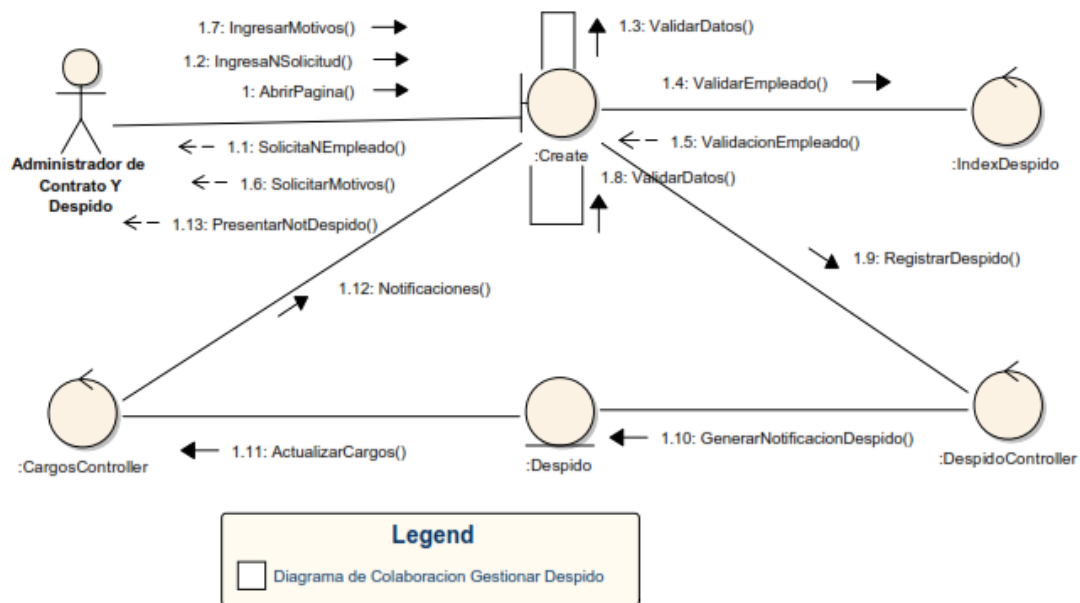 1.7: IngresarMotivos()
1.3: ValidarDatos()
1.2: IngresaNSolicitud()
1: AbrirPagina()
1.4: ValidarEmpleado()
1.1: SolicitaNEmpleado()
:Create
1.5: ValidacionEmpleado()
:IndexDespido
Administrador de
Contrato Y
Despido
1.6: SolicitarMotivos()
1.8: ValidarDatos()
1.13: PresentarNotDespido()
1.9: RegistrarDespido()
1.12: Notificaciones()
1.11: ActualizarCargos()
1.10: GenerarNotificacionDespido()
:CargosController
:Despido
:DespidoController
Legend
Diagrama de Colaboracion Gestionar Despido